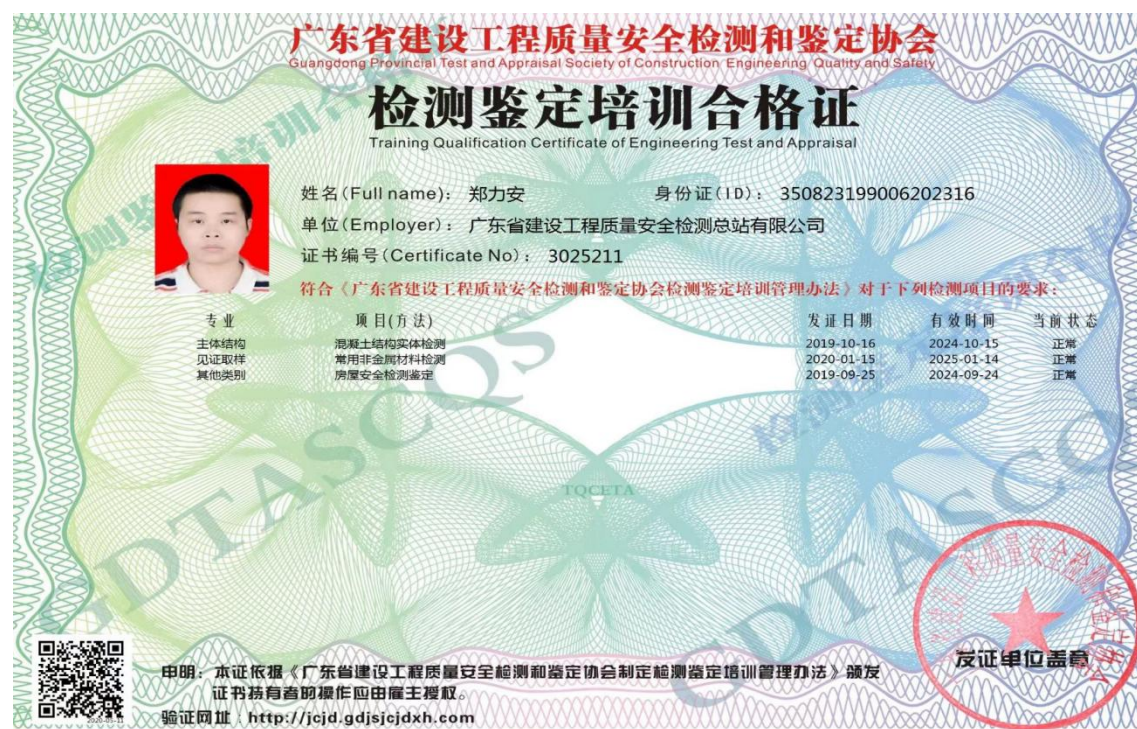 广东省建设工程质量安全检测和鉴定协会
Guangdong Provincial Test and Appraisal Society of Construction Engineering Quality and Safety
检测鉴定培训合格证
Training Qualification Certificate of Engineering Test and Appraisal
姓名(Full name): 郑力安 身份证(ID): 350823199006202316
单位(Employer): 广东省建设工程质量安全检测总站有限公司
证书编号(Certificate No): 3025211
符合《广东省建设工程质量安全检测和鉴定协会检测鉴定培训管理办法》对于下列检测项目的要求:
专业 项目(方法) 发证日期 有效时间 当前状态
主体结构 混凝土结构实体检测 2019-10-16 2024-10-15 正常
见证取样 常用非金属材料检测 2020-01-15 2025-01-14 正常
其他类别 房屋安全检测鉴定 2019-09-25 2024-09-24 正常
GDTASCQS
TQCETA
GDTASCQ
发证单位盖章
申明: 本证依据《广东省建设工程质量安全检测和鉴定协会制定检测鉴定培训管理办法》颁发
证书持有者的操作应由雇主授权。
验证网址: http://jcjd.gdjsjcjdxh.com